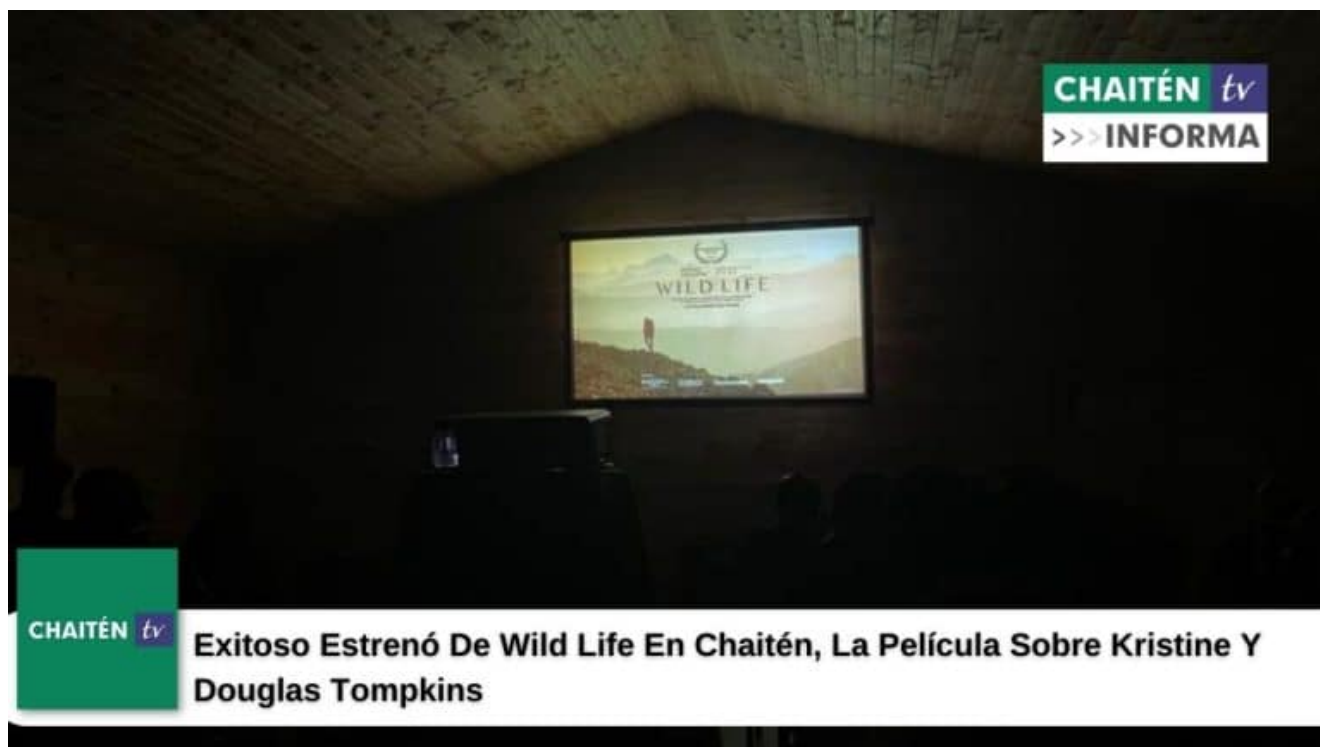 CHAITÉN tv
>>>INFORMA
WILD LIFE
CHAITÉN tv
Exitoso Estrenó De Wild Life En Chaitén, La Película Sobre Kristine Y
Douglas Tompkins